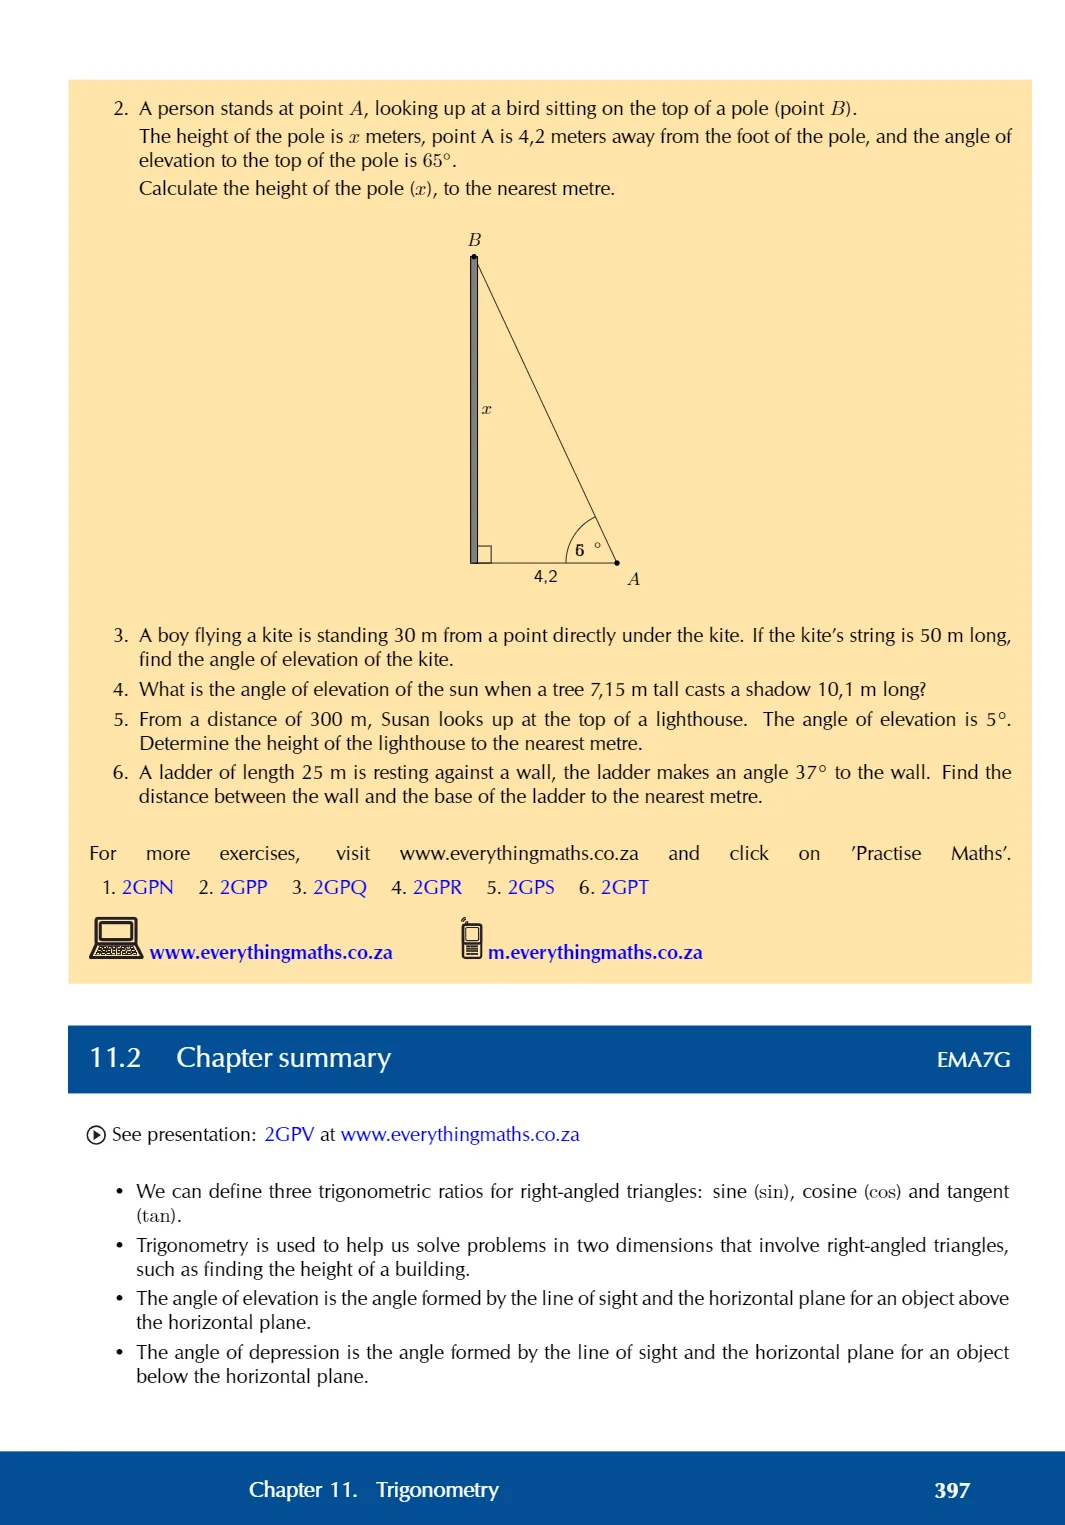 2. A person stands at point A, looking up at a bird sitting on the top of a pole (point B).
The height of the pole is x meters, point A is 4,2 meters away from the foot of the pole, and the angle of
elevation to the top of the pole is 65°.
Calculate the height of the pole (x), to the nearest metre.
B
x
°
4,2
A
3. A boy flying a kite is standing 30 m from a point directly under the kite. If the kite's string is 50 m long,
find the angle of elevation of the kite.
4. What is the angle of elevation of the sun when a tree 7,15 m tall casts a shadow 10,1 m long?
5. From a distance of 300 m, Susan looks up at the top of a lighthouse. The angle of elevation is 5°.
Determine the height of the lighthouse to the nearest metre.
6. A ladder of length 25 m is resting against a wall, the ladder makes an angle 37° to the wall. Find the
distance between the wall and the base of the ladder to the nearest metre.
For more exercises, visit www.everythingmaths.co.za and click on 'Practise Maths'.
1. 2GPN 2. 2GPP 3. 2GPQ 4. 2GPR 5. 2GPS 6. 2GPT
www.everythingmaths.co.za m.everythingmaths.co.za
11.2 Chapter summary EMA7G
See presentation: 2GPV at www.everythingmaths.co.za
• We can define three trigonometric ratios for right-angled triangles: sine (sin), cosine (cos) and tangent
(tan).
• Trigonometry is used to help us solve problems in two dimensions that involve right-angled triangles,
such as finding the height of a building.
• The angle of elevation is the angle formed by the line of sight and the horizontal plane for an object above
the horizontal plane.
• The angle of depression is the angle formed by the line of sight and the horizontal plane for an object
below the horizontal plane.
Chapter 11. Trigonometry 397